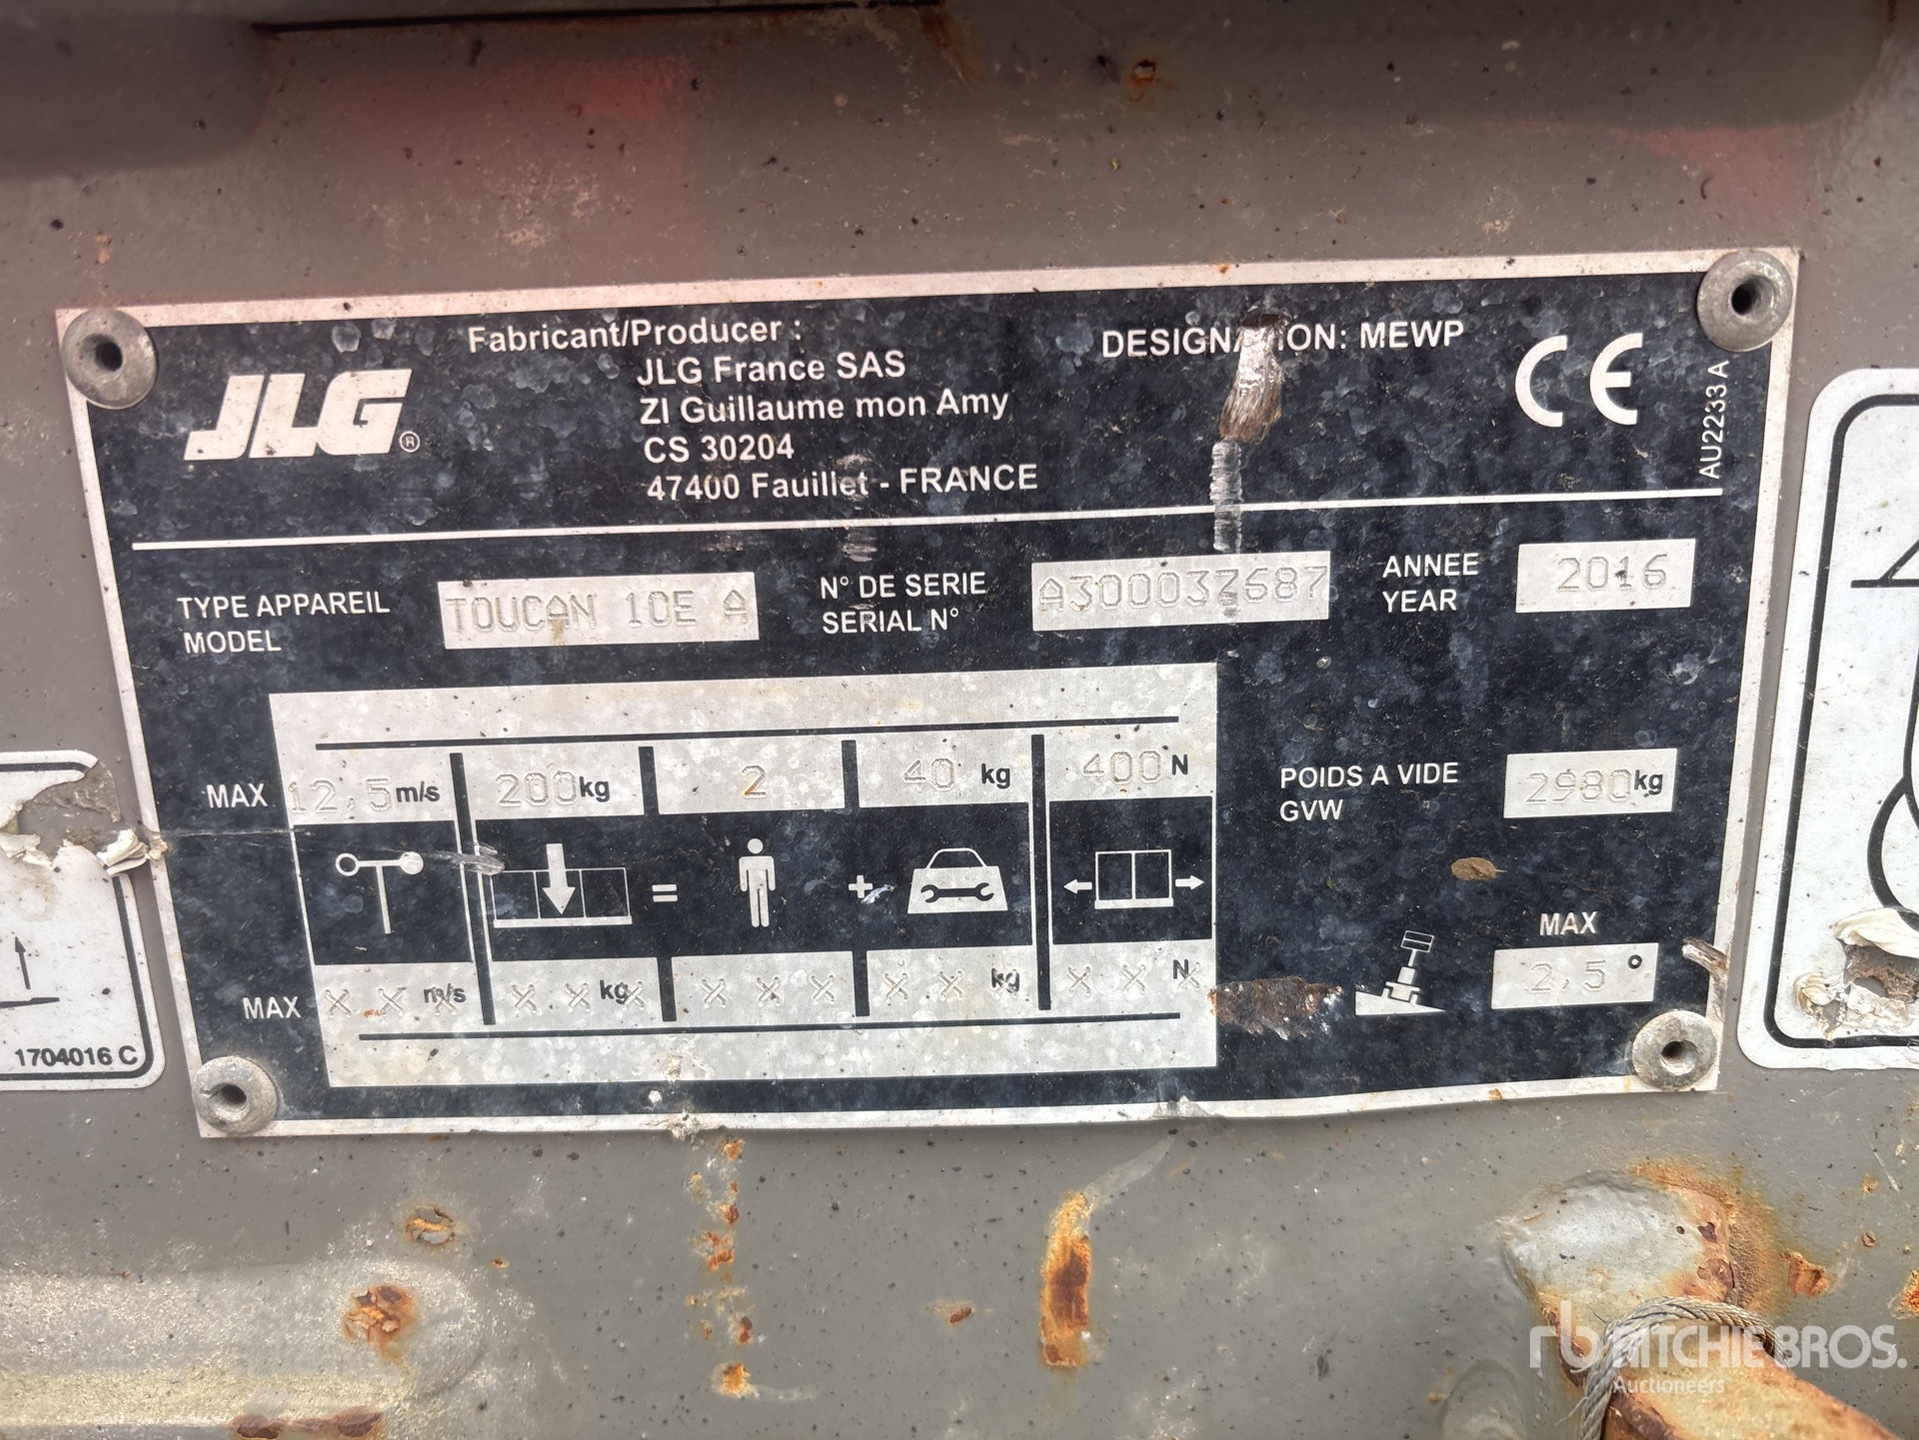 Fabricant/Producer :
JLG France SAS
ZI Guillaume mon Amy
CS 30204
47400 Fauillet - FRANCE
JLG®
DESIGNATION: MEWP
CE
AU2233 A
TYPE APPAREIL
MODEL
TOUCAN 10E A
N° DE SERIE
SERIAL N°
ANNEE
YEAR
2016
MAX 12,5 m/s 200 kg 2 40 kg 400 N
= +
MAX X X X m/s X X X kg X X X X X X kg X X X N
POIDS A VIDE
GVW
2980 kg
MAX
2,5 °
1704016 C
rb RITCHIE BROS.
Auctioneers